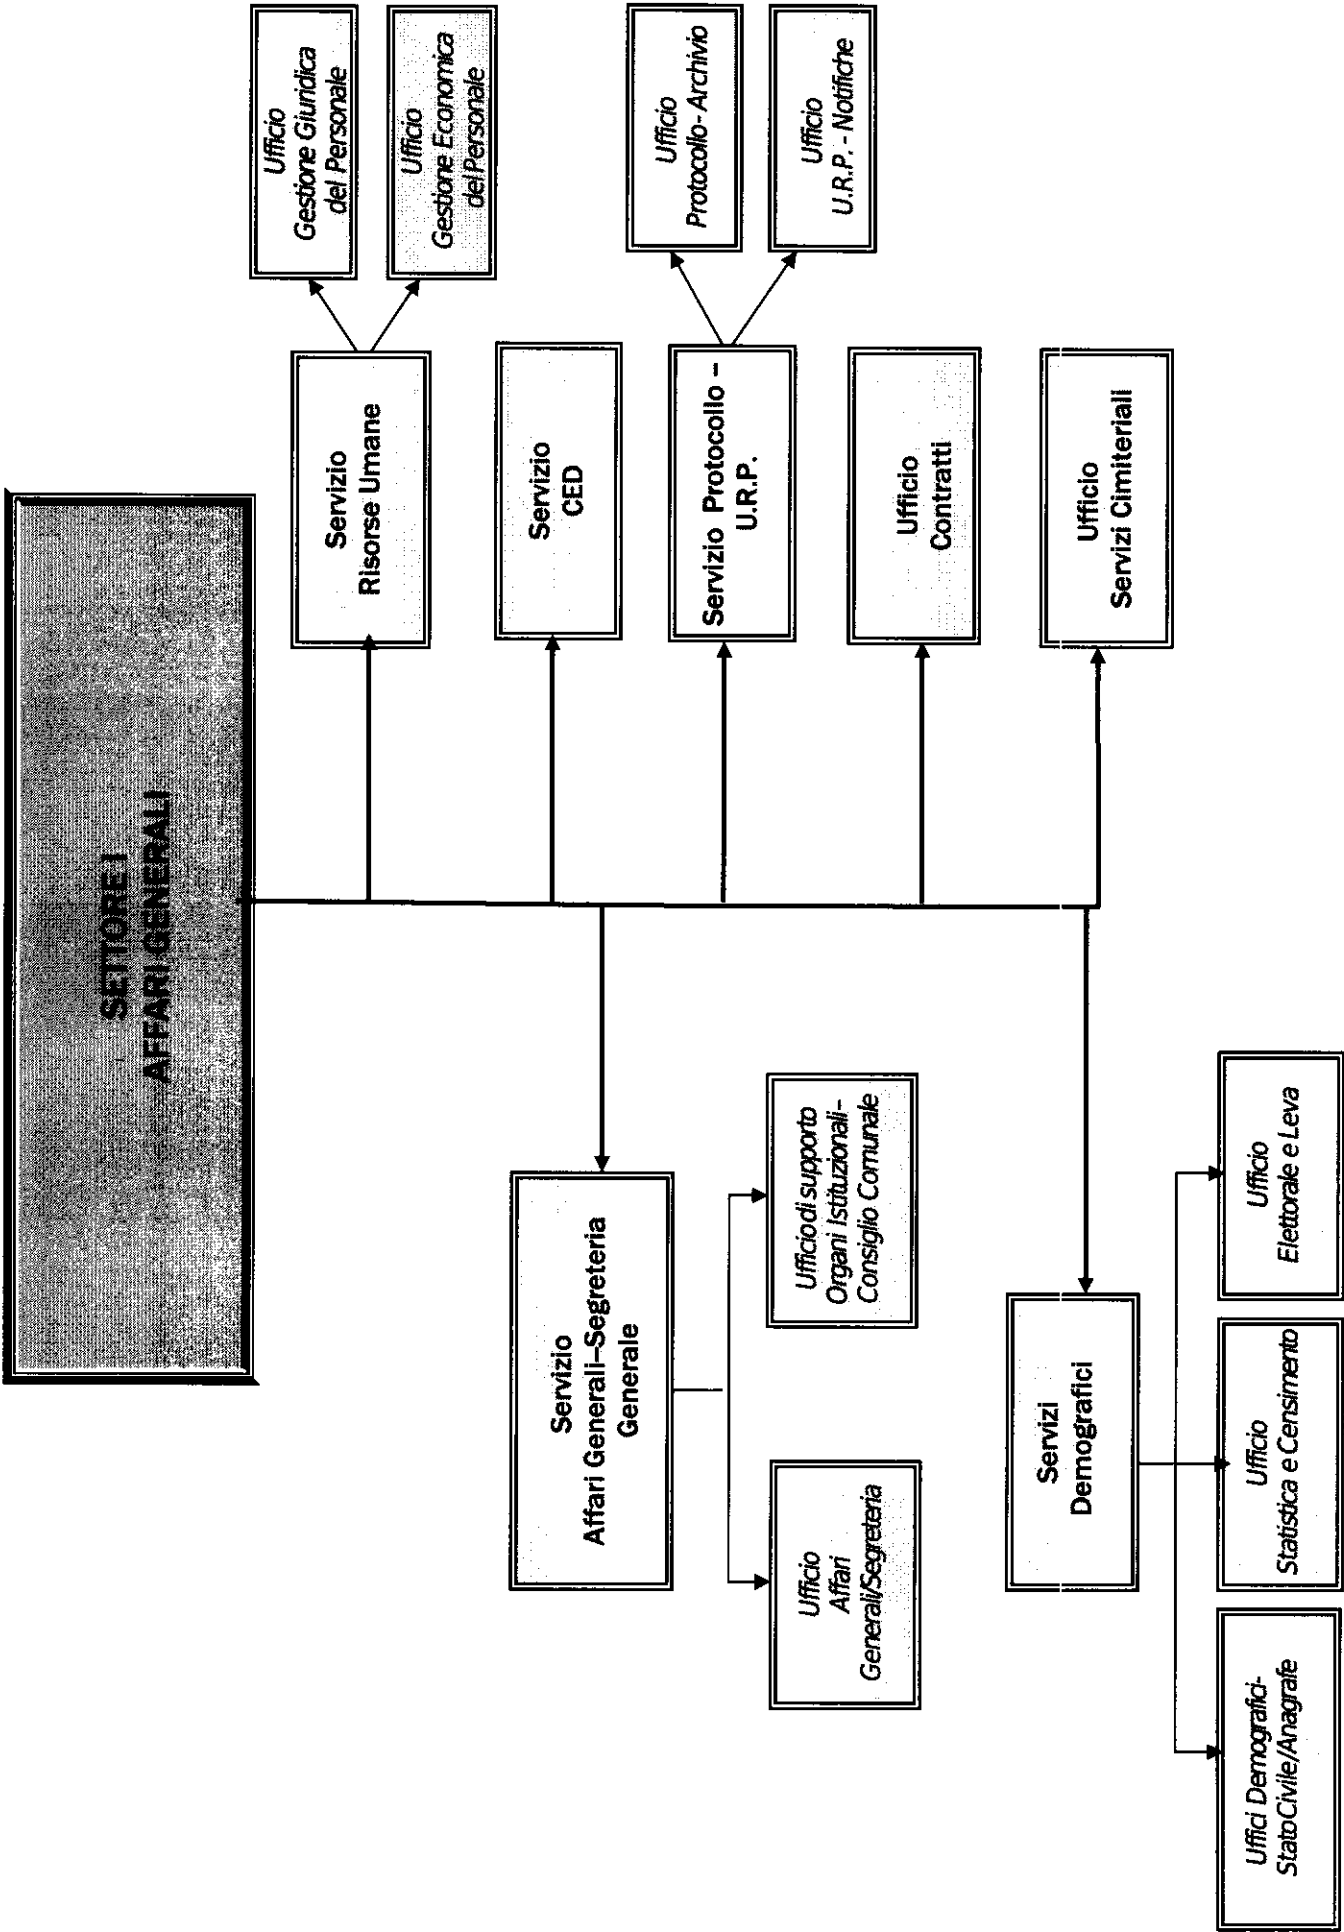 SETTORE I
AFFARI GENERALI
Servizio
Affari Generali–Segreteria
Generale
Ufficio
Affari
Generali/Segreteria
Ufficio di supporto
Organi Istituzionali–
Consiglio Comunale
Servizi
Demografici
Uffici Demografici-
Stato Civile/Anagrafe
Ufficio
Statistica e Censimento
Ufficio
Elettorale e Leva
Servizio
Risorse Umane
Ufficio
Gestione Giuridica
del Personale
Ufficio
Gestione Economica
del Personale
Servizio
CED
Servizio Protocollo –
U.R.P.
Ufficio
Protocollo- Archivio
Ufficio
U.R.P. - Notifiche
Ufficio
Contratti
Ufficio
Servizi Cimiteriali